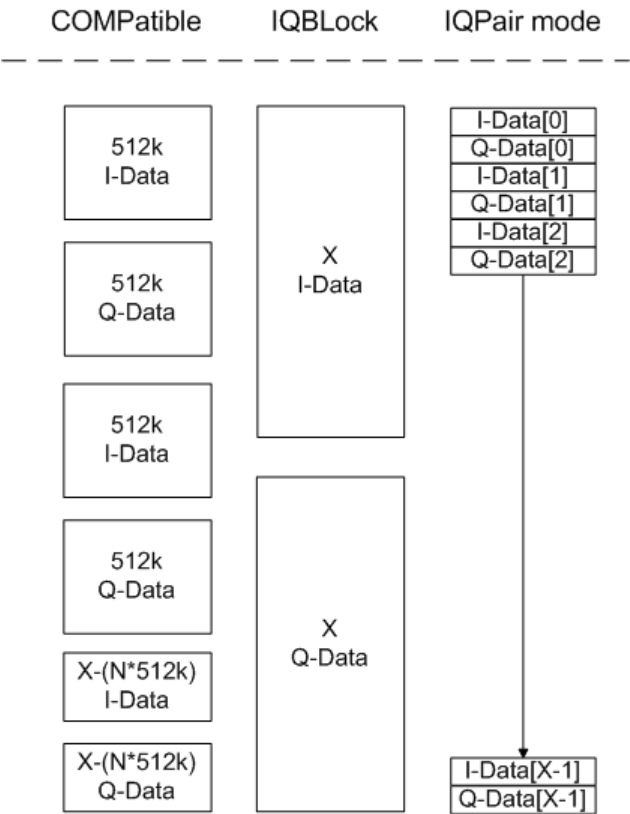 COMPatible IQBLock IQPair mode
512k
I-Data
512k
Q-Data
512k
I-Data
512k
Q-Data
X-(N*512k)
I-Data
X-(N*512k)
Q-Data
X
I-Data
X
Q-Data
I-Data[0]
Q-Data[0]
I-Data[1]
Q-Data[1]
I-Data[2]
Q-Data[2]
I-Data[X-1]
Q-Data[X-1]